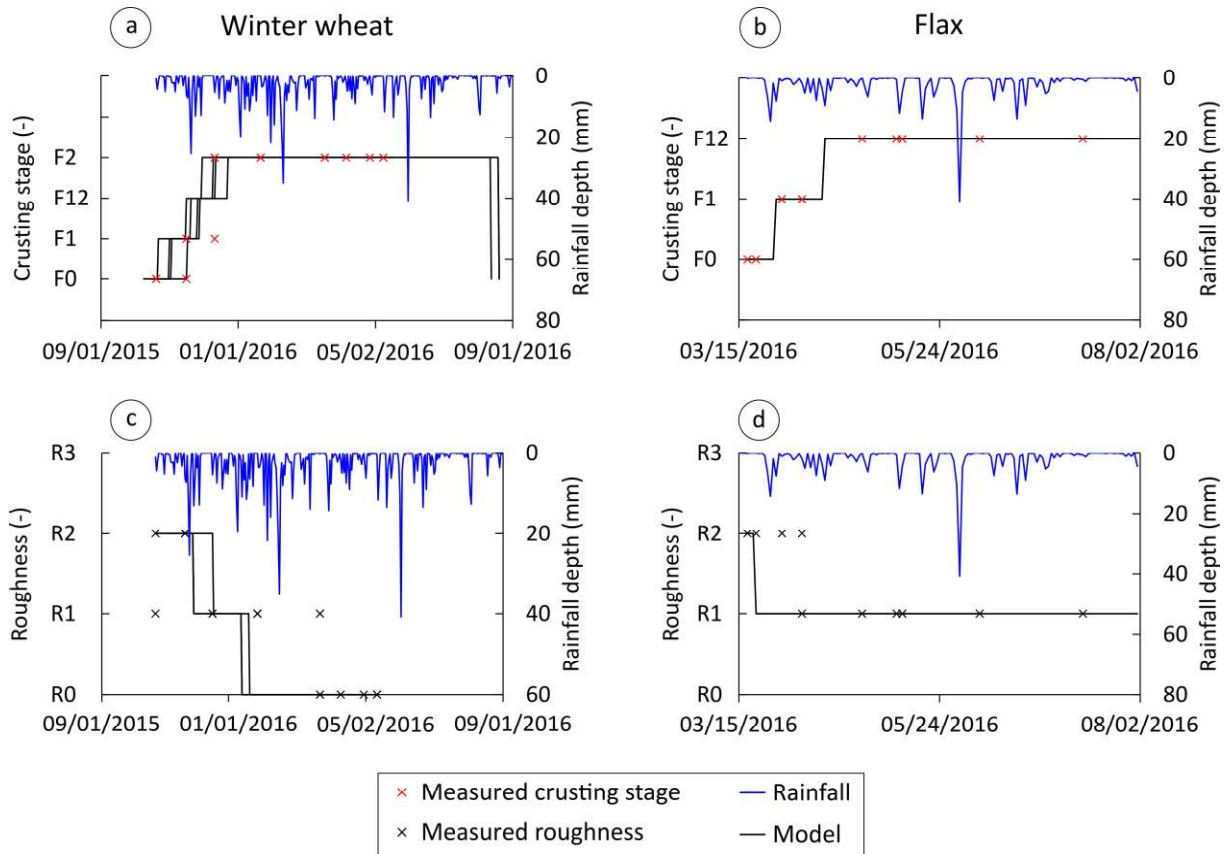 a Winter wheat
b Flax
Crusting stage (-)
F2
F12
F1
F0
0
20
40
60
80
Rainfall depth (mm)
09/01/2015 01/01/2016 05/02/2016 09/01/2016
Crusting stage (-)
F12
F1
F0
0
20
40
60
80
Rainfall depth (mm)
03/15/2016 05/24/2016 08/02/2016
c
Roughness (-)
R3
R2
R1
R0
0
20
40
60
Rainfall depth (mm)
09/01/2015 01/01/2016 05/02/2016 09/01/2016
d
Roughness (-)
R3
R2
R1
R0
0
20
40
60
80
Rainfall depth (mm)
03/15/2016 05/24/2016 08/02/2016
Measured crusting stage
Rainfall
Measured roughness
Model